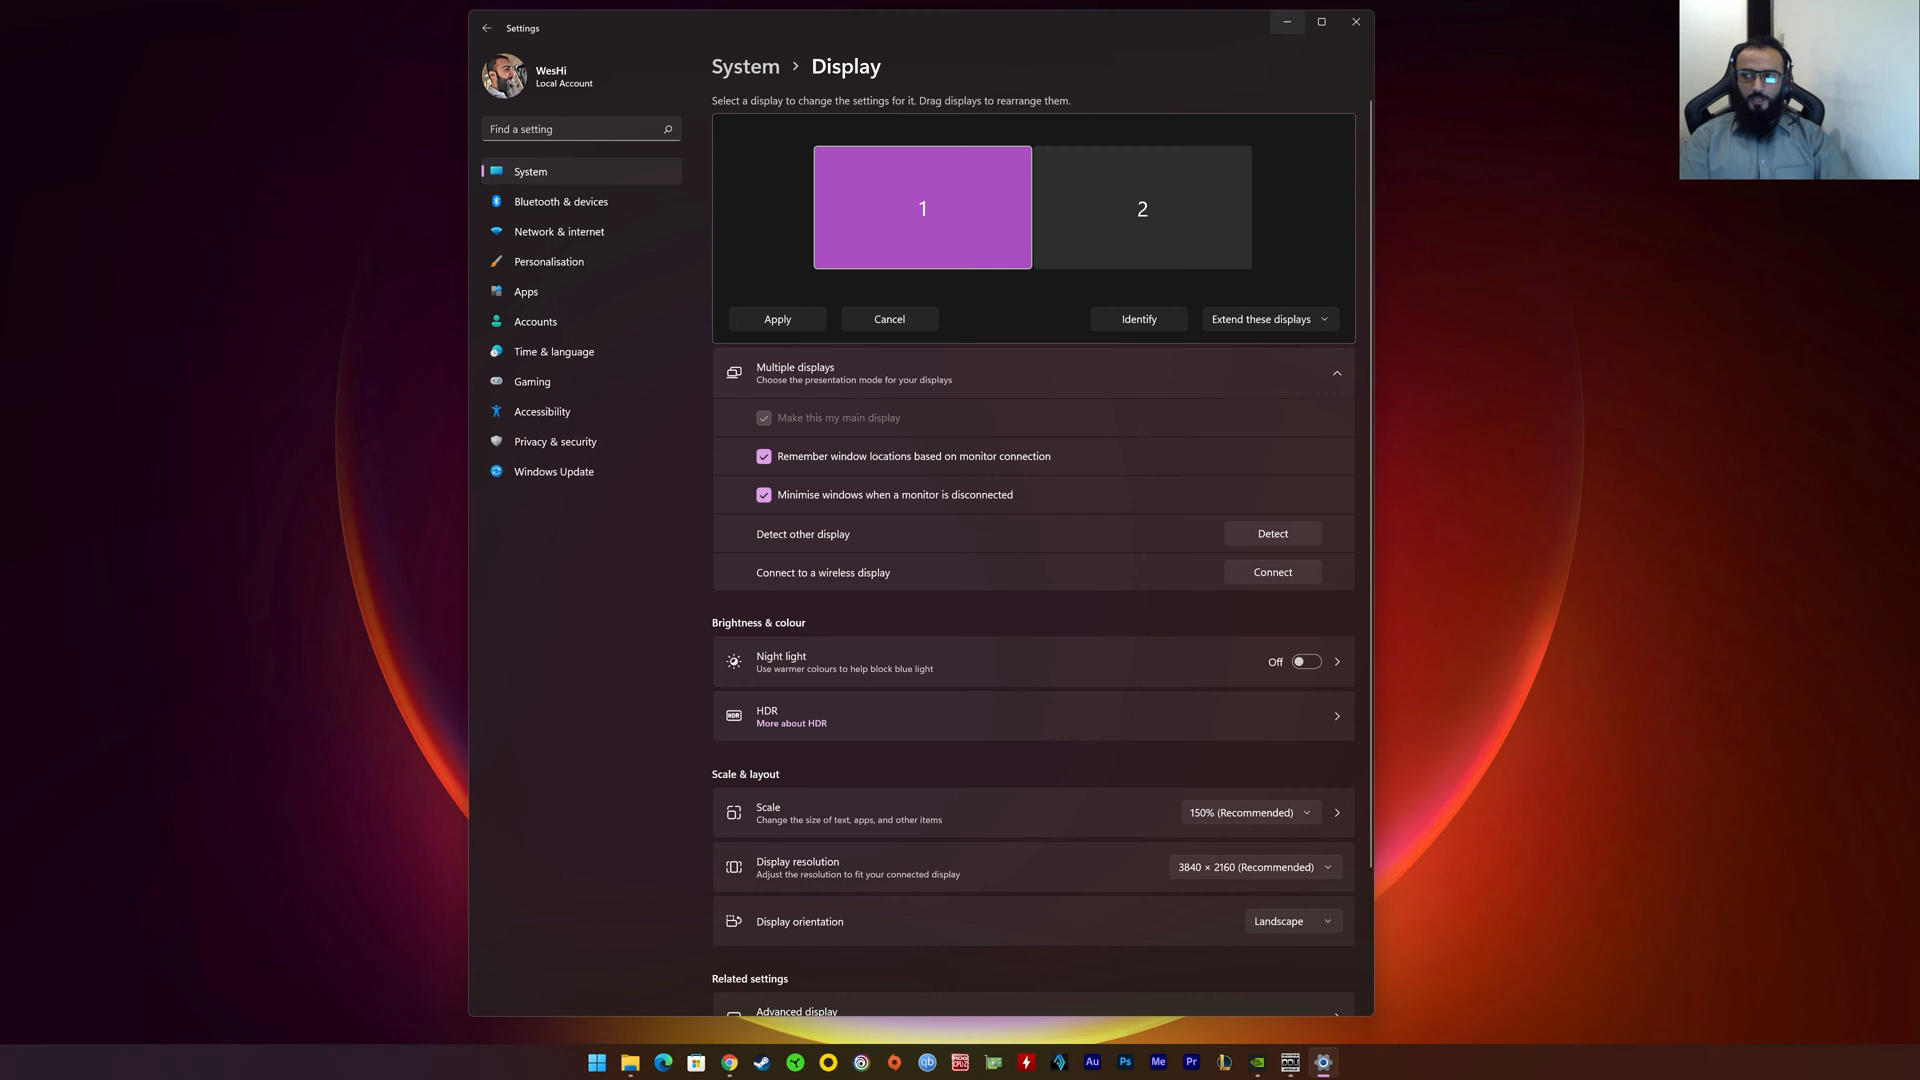 Settings
WesHi
Local Account
Find a setting
System
Bluetooth & devices
Network & internet
Personalisation
Apps
Accounts
Time & language
Gaming
Accessibility
Privacy & security
Windows Update
System > Display
Select a display to change the settings for it. Drag displays to rearrange them.
1
2
Apply
Cancel
Identify
Extend these displays
Multiple displays
Choose the presentation mode for your displays
Make this my main display
Remember window locations based on monitor connection
Minimise windows when a monitor is disconnected
Detect other display
Detect
Connect to a wireless display
Connect
Brightness & colour
Night light
Use warmer colours to help block blue light
Off
HDR
HDR
More about HDR
Scale & layout
Scale
Change the size of text, apps, and other items
150% (Recommended)
Display resolution
Adjust the resolution to fit your connected display
3840 × 2160 (Recommended)
Display orientation
Landscape
Related settings
Advanced display
qb
CPUZ
Au
Ps
Me
Pr
DDU